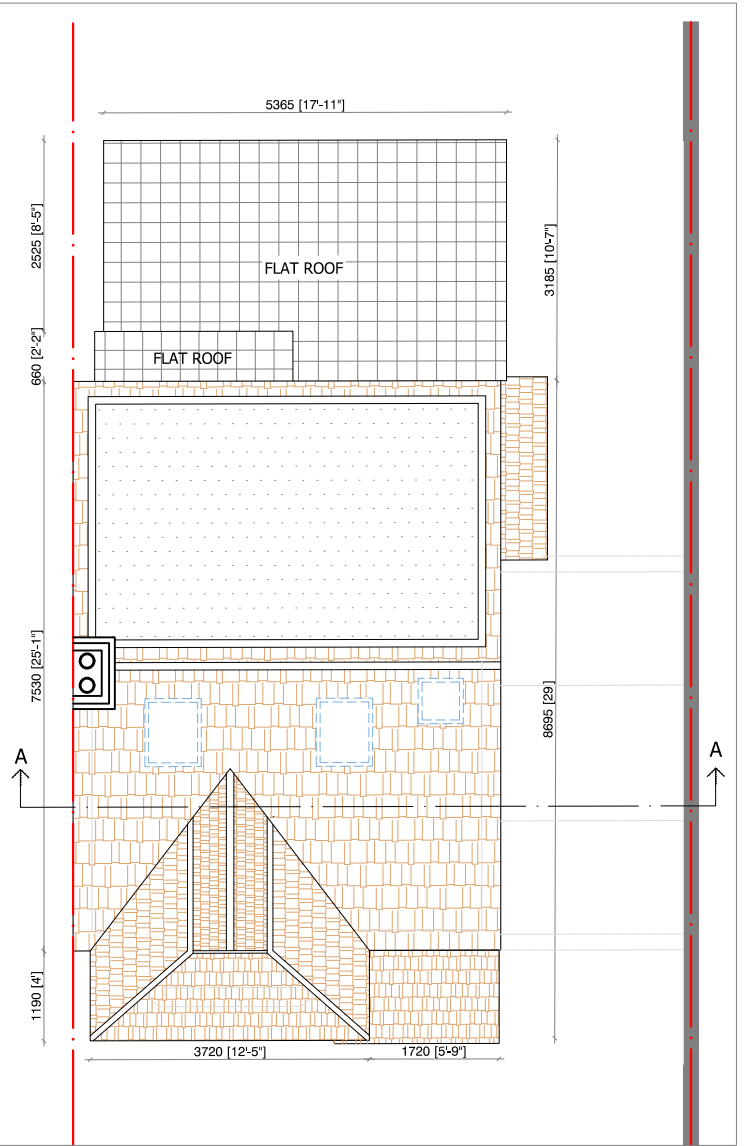 5365 [17'-11"]
2525 [8'-5"]
3185 [10'-7"]
FLAT ROOF
660 [2'-2"]
FLAT ROOF
7530 [25'-1"]
8695 [29]
A
A
1190 [4']
3720 [12'-5"]
1720 [5'-9"]